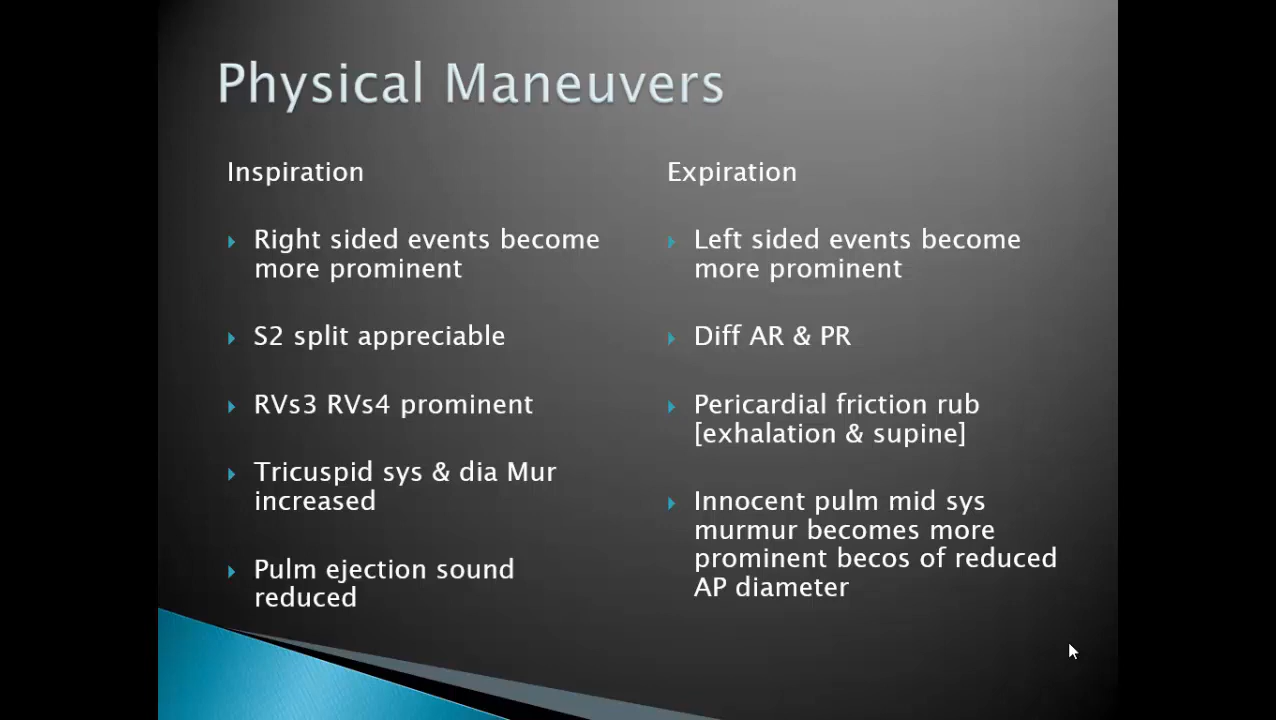 Physical Maneuvers
Inspiration
Right sided events become
more prominent
S2 split appreciable
RVs3 RVs4 prominent
Tricuspid sys & dia Mur
increased
Pulm ejection sound
reduced
Expiration
Left sided events become
more prominent
Diff AR & PR
Pericardial friction rub
[exhalation & supine]
Innocent pulm mid sys
murmur becomes more
prominent becos of reduced
AP diameter